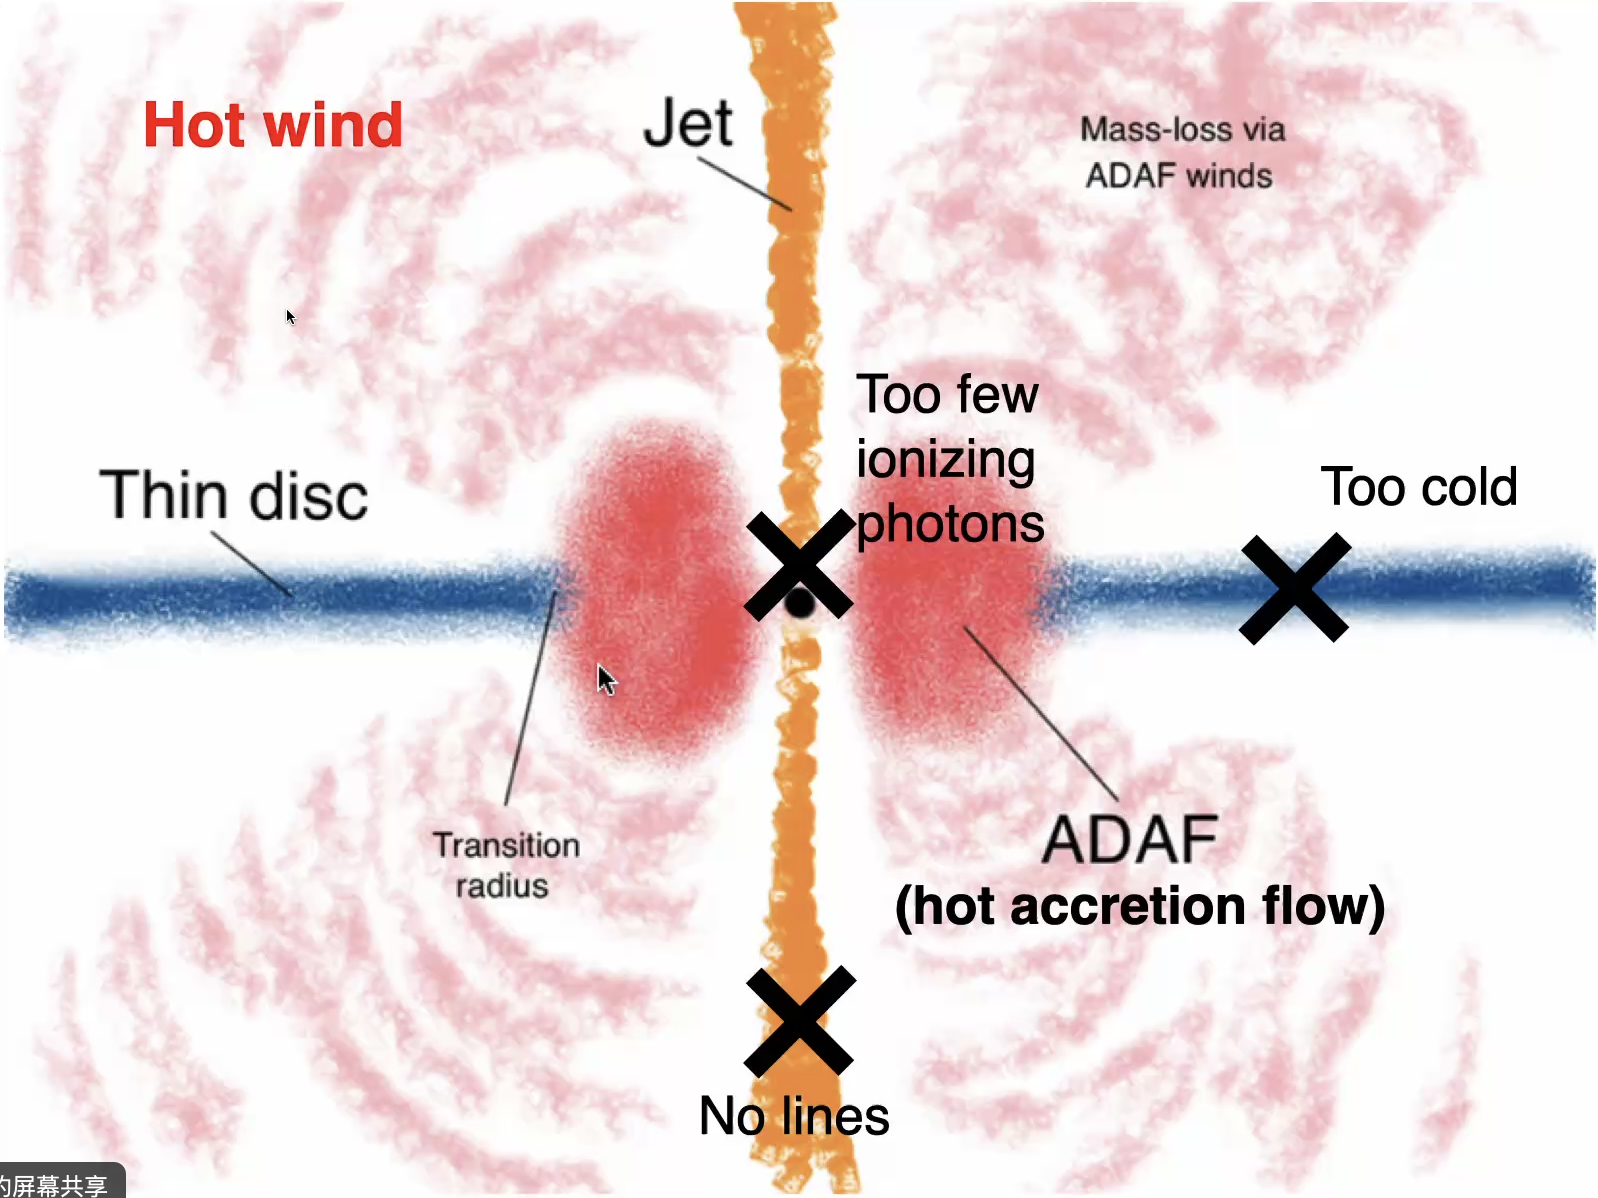 Hot wind
Jet
Mass-loss via
ADAF winds
Too few
ionizing
photons
Thin disc
Too cold
Transition
radius
ADAF
(hot accretion flow)
No lines
的屏幕共享